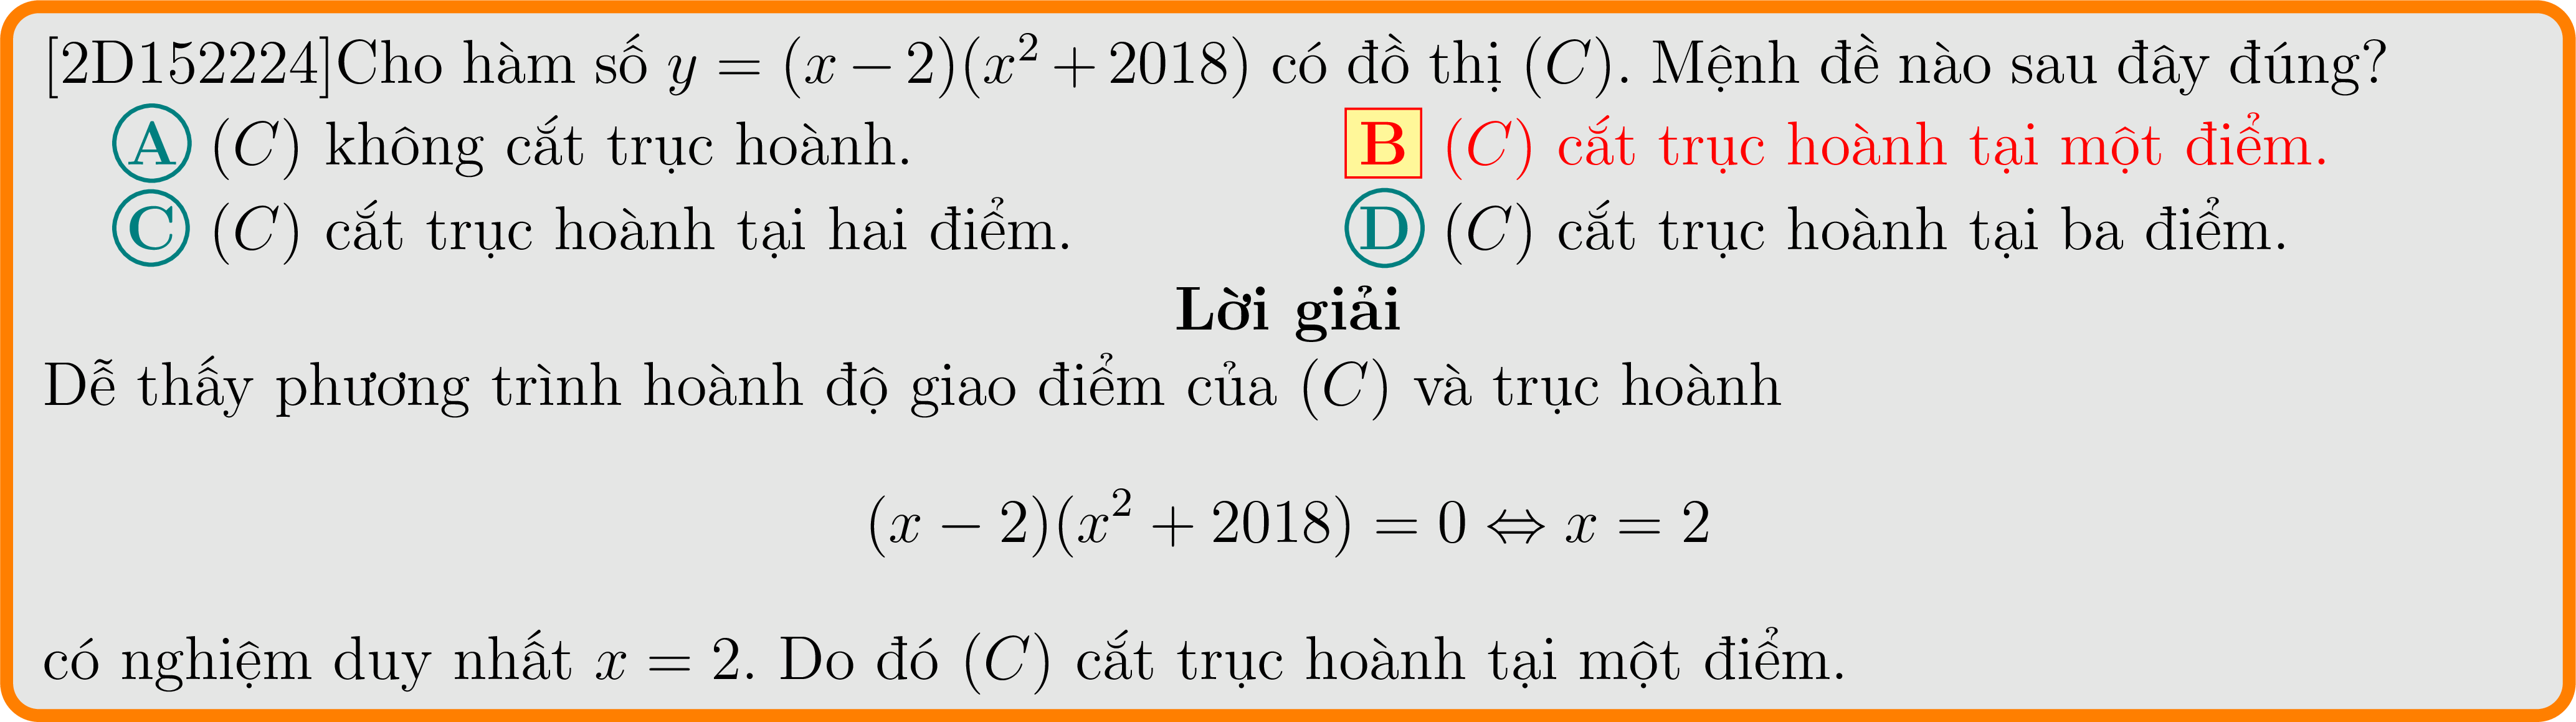 [2D152224]Cho hàm số y = (x − 2)(x² + 2018) có đồ thị (C). Mệnh đề nào sau đây đúng?
A (C) không cắt trục hoành. B (C) cắt trục hoành tại một điểm.
C (C) cắt trục hoành tại hai điểm. D (C) cắt trục hoành tại ba điểm.
Lời giải
Dễ thấy phương trình hoành độ giao điểm của (C) và trục hoành
(x − 2)(x² + 2018) = 0 ⇔ x = 2
có nghiệm duy nhất x = 2. Do đó (C) cắt trục hoành tại một điểm.